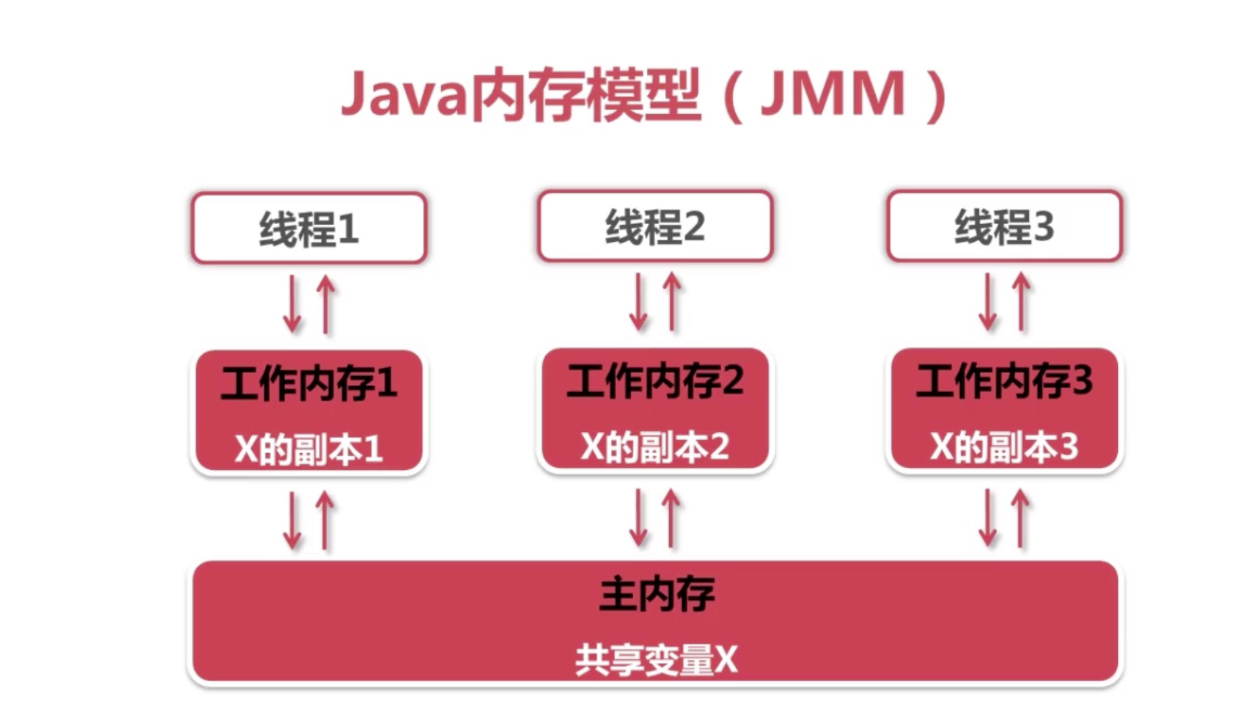 Java内存模型（JMM）
线程1
线程2
线程3
工作内存1
X的副本1
工作内存2
X的副本2
工作内存3
X的副本3
主内存
共享变量X